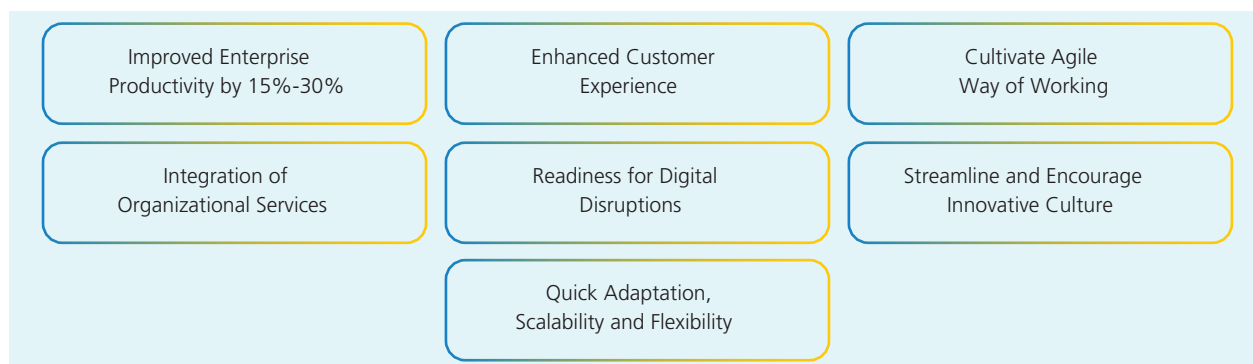 Improved Enterprise
Productivity by 15%-30%
Enhanced Customer
Experience
Cultivate Agile
Way of Working
Integration of
Organizational Services
Readiness for Digital
Disruptions
Streamline and Encourage
Innovative Culture
Quick Adaptation,
Scalability and Flexibility